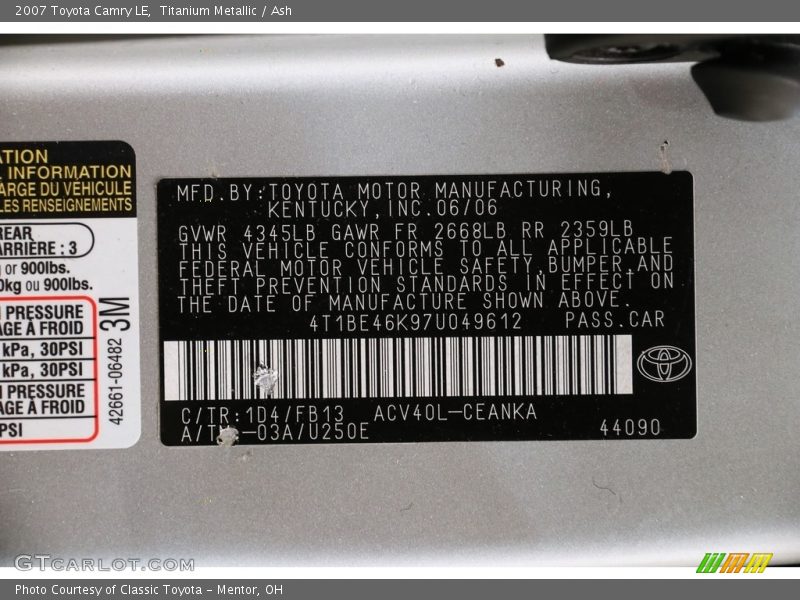 2007 Toyota Camry LE, Titanium Metallic / Ash
ATION
INFORMATION
ARGE DU VÉHICULE
LES RENSEIGNEMENTS
REAR
ARRIÈRE : 3
or 900lbs.
0kg ou 900lbs.
PRESSURE
AGE À FROID
kPa, 30PSI
kPa, 30PSI
PRESSURE
AGE À FROID
PSI
42661-06482 3M
MFD.BY:TOYOTA MOTOR MANUFACTURING,
KENTUCKY,INC.06/06
GVWR 4345LB GAWR FR 2668LB RR 2359LB
THIS VEHICLE CONFORMS TO ALL APPLICABLE
FEDERAL MOTOR VEHICLE SAFETY,BUMPER,AND
THEFT PREVENTION STANDARDS IN EFFECT ON
THE DATE OF MANUFACTURE SHOWN ABOVE.
4T1BE46K97U049612 PASS.CAR
C/TR:1D4/FB13 ACV40L-CEANKA
-03A/U250E
44090
GTCARLOT.COM
Photo Courtesy of Classic Toyota - Mentor, OH